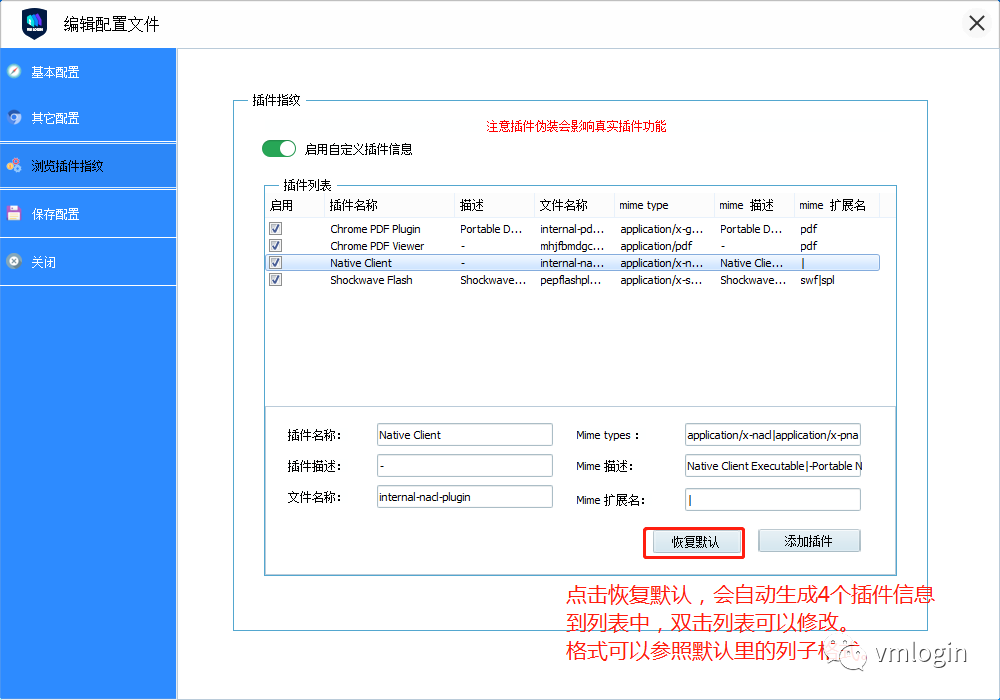 编辑配置文件
基本配置
其它配置
浏览插件指纹
保存配置
关闭
插件指纹
注意插件伪装会影响真实插件功能
启用自定义插件信息
插件列表
启用 插件名称 描述 文件名称 mime type mime 描述 mime 扩展名
Chrome PDF Plugin Portable D... internal-pd... application/x-g... Portable D... pdf
Chrome PDF Viewer - mhjfbmdgc... application/pdf - pdf
Native Client - internal-na... application/x-n... Native Clie... |
Shockwave Flash Shockwave... pepflashpl... application/x-s... Shockwave... swf|spl
插件名称: Native Client Mime types : application/x-nacl|application/x-pna
插件描述: - Mime 描述: Native Client Executable|-Portable N
文件名称: internal-nacl-plugin Mime 扩展名: |
恢复默认 添加插件
点击恢复默认，会自动生成4个插件信息
到列表中，双击列表可以修改。
格式可以参照默认里的列子
vmlogin